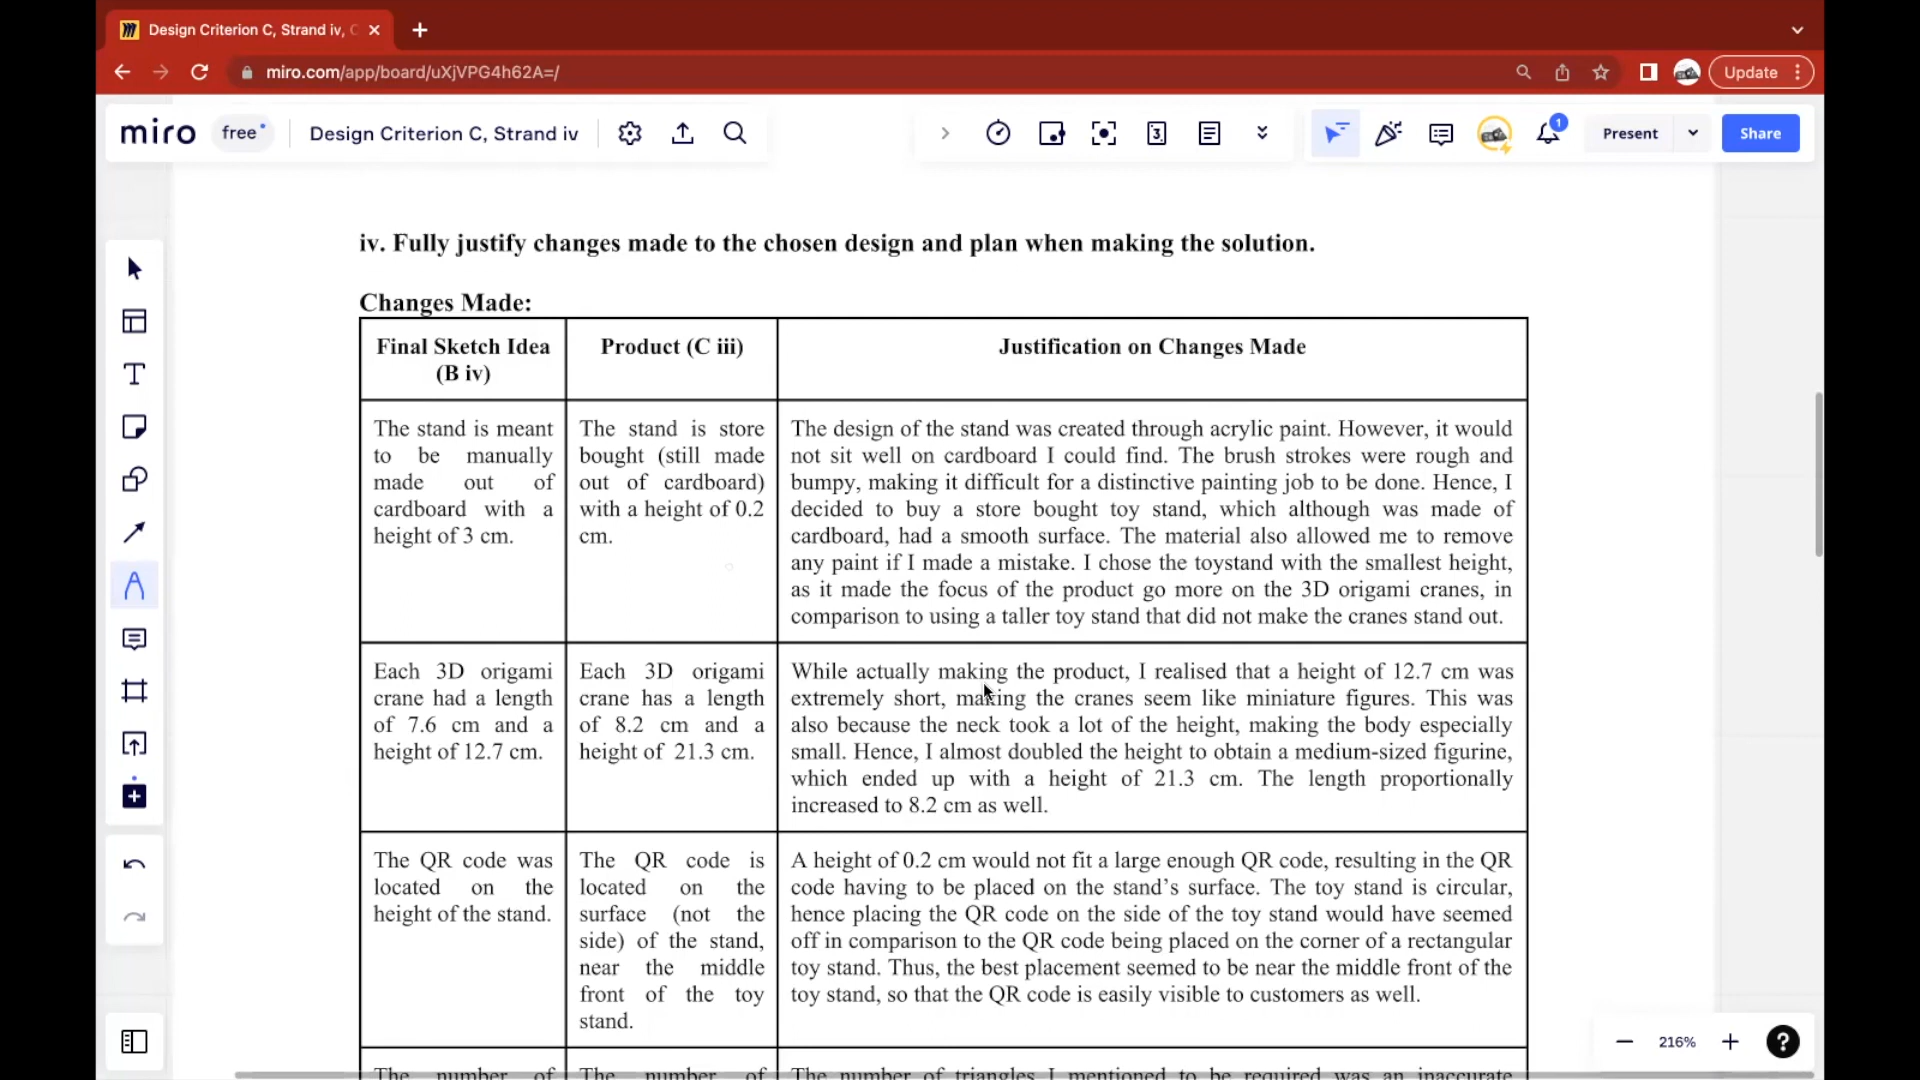 Design Criterion C, Strand iv, C
miro.com/app/board/uXjVPG4h62A=/
Update
miro
free
Design Criterion C, Strand iv
3
1
Present
Share
iv. Fully justify changes made to the chosen design and plan when making the solution.
Changes Made:
Final Sketch Idea
(B iv)
Product (C iii)
Justification on Changes Made
The stand is meant
to be manually
made out of
cardboard with a
height of 3 cm.
The stand is store
bought (still made
out of cardboard)
with a height of 0.2
cm.
The design of the stand was created through acrylic paint. However, it would
not sit well on cardboard I could find. The brush strokes were rough and
bumpy, making it difficult for a distinctive painting job to be done. Hence, I
decided to buy a store bought toy stand, which although was made of
cardboard, had a smooth surface. The material also allowed me to remove
any paint if I made a mistake. I chose the toystand with the smallest height,
as it made the focus of the product go more on the 3D origami cranes, in
comparison to using a taller toy stand that did not make the cranes stand out.
Each 3D origami
crane had a length
of 7.6 cm and a
height of 12.7 cm.
Each 3D origami
crane has a length
of 8.2 cm and a
height of 21.3 cm.
While actually making the product, I realised that a height of 12.7 cm was
extremely short, making the cranes seem like miniature figures. This was
also because the neck took a lot of the height, making the body especially
small. Hence, I almost doubled the height to obtain a medium-sized figurine,
which ended up with a height of 21.3 cm. The length proportionally
increased to 8.2 cm as well.
The QR code was
located on the
height of the stand.
The QR code is
located on the
surface (not the
side) of the stand,
near the middle
front of the toy
stand.
A height of 0.2 cm would not fit a large enough QR code, resulting in the QR
code having to be placed on the stand's surface. The toy stand is circular,
hence placing the QR code on the side of the toy stand would have seemed
off in comparison to the QR code being placed on the corner of a rectangular
toy stand. Thus, the best placement seemed to be near the middle front of the
toy stand, so that the QR code is easily visible to customers as well.
The number of
The number of
The number of triangles I mentioned to be required was an inaccurate
216%